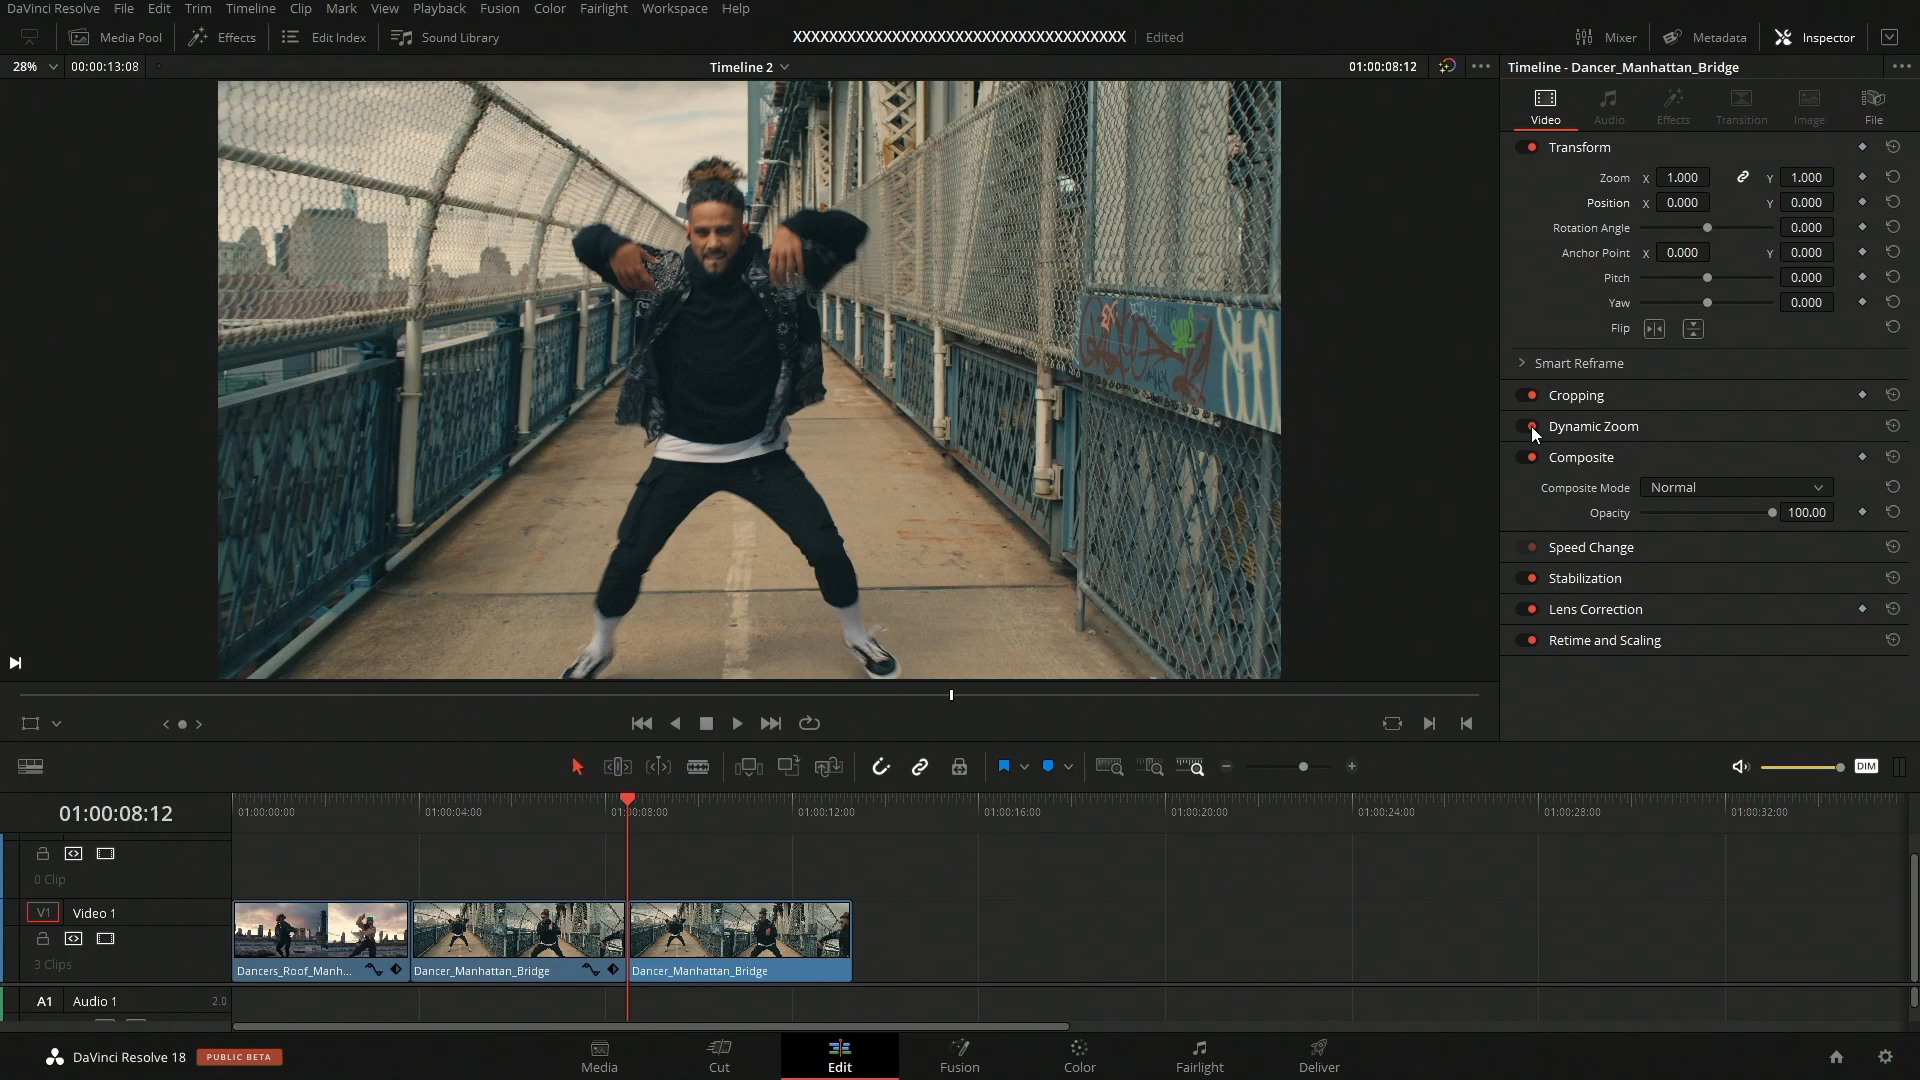 DaVinci Resolve File Edit Trim Timeline Clip Mark View Playback Fusion Color Fairlight Workspace Help
Media Pool Effects Edit Index Sound Library XXXXXXXXXXXXXXXXXXXXXXXXXXXXXXXXXXXXX Edited Mixer Metadata Inspector
28% 00:00:13:08 Timeline 2 01:00:08:12 Timeline - Dancer_Manhattan_Bridge
Video Audio Effects Transition Image File
Transform
Zoom X 1.000 Y 1.000
Position X 0.000 Y 0.000
Rotation Angle 0.000
Anchor Point X 0.000 Y 0.000
Pitch 0.000
Yaw 0.000
Flip
Smart Reframe
Cropping
Dynamic Zoom
Composite
Composite Mode Normal
Opacity 100.00
Speed Change
Stabilization
Lens Correction
Retime and Scaling
DIM
01:00:08:12 01:00:00:00 01:00:04:00 01:00:08:00 01:00:12:00 01:00:16:00 01:00:20:00 01:00:24:00 01:00:28:00 01:00:32:00
0 Clip
V1 Video 1
3 Clips
Dancers_Roof_Manh... Dancer_Manhattan_Bridge Dancer_Manhattan_Bridge
A1 Audio 1 2.0
DaVinci Resolve 18 PUBLIC BETA Media Cut Edit Fusion Color Fairlight Deliver